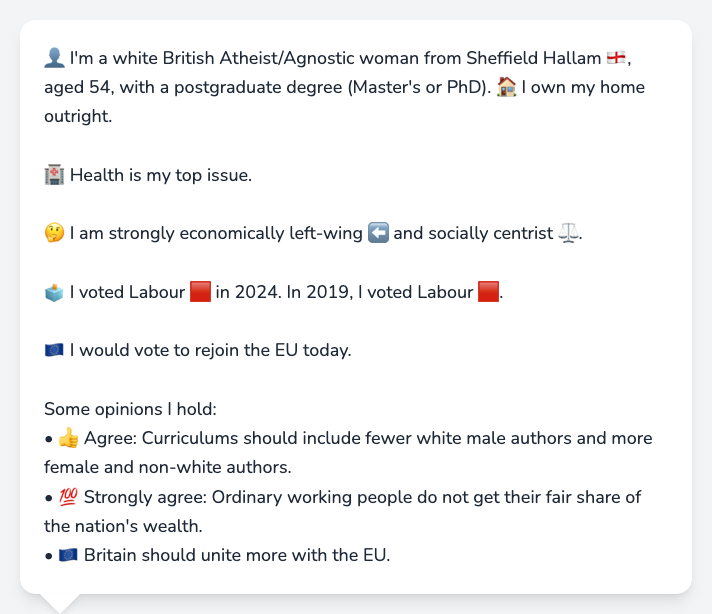 👤 I'm a white British Atheist/Agnostic woman from Sheffield Hallam 🏴󠁧󠁢󠁥󠁮󠁧󠁿,
aged 54, with a postgraduate degree (Master's or PhD). 🏠 I own my home
outright.
🏥 Health is my top issue.
🤔 I am strongly economically left-wing ⬅️ and socially centrist ⚖️.
🗳️ I voted Labour 🟥 in 2024. In 2019, I voted Labour 🟥.
🇪🇺 I would vote to rejoin the EU today.
Some opinions I hold:
• 👍 Agree: Curriculums should include fewer white male authors and more
female and non-white authors.
• 💯 Strongly agree: Ordinary working people do not get their fair share of
the nation's wealth.
• 🇪🇺 Britain should unite more with the EU.